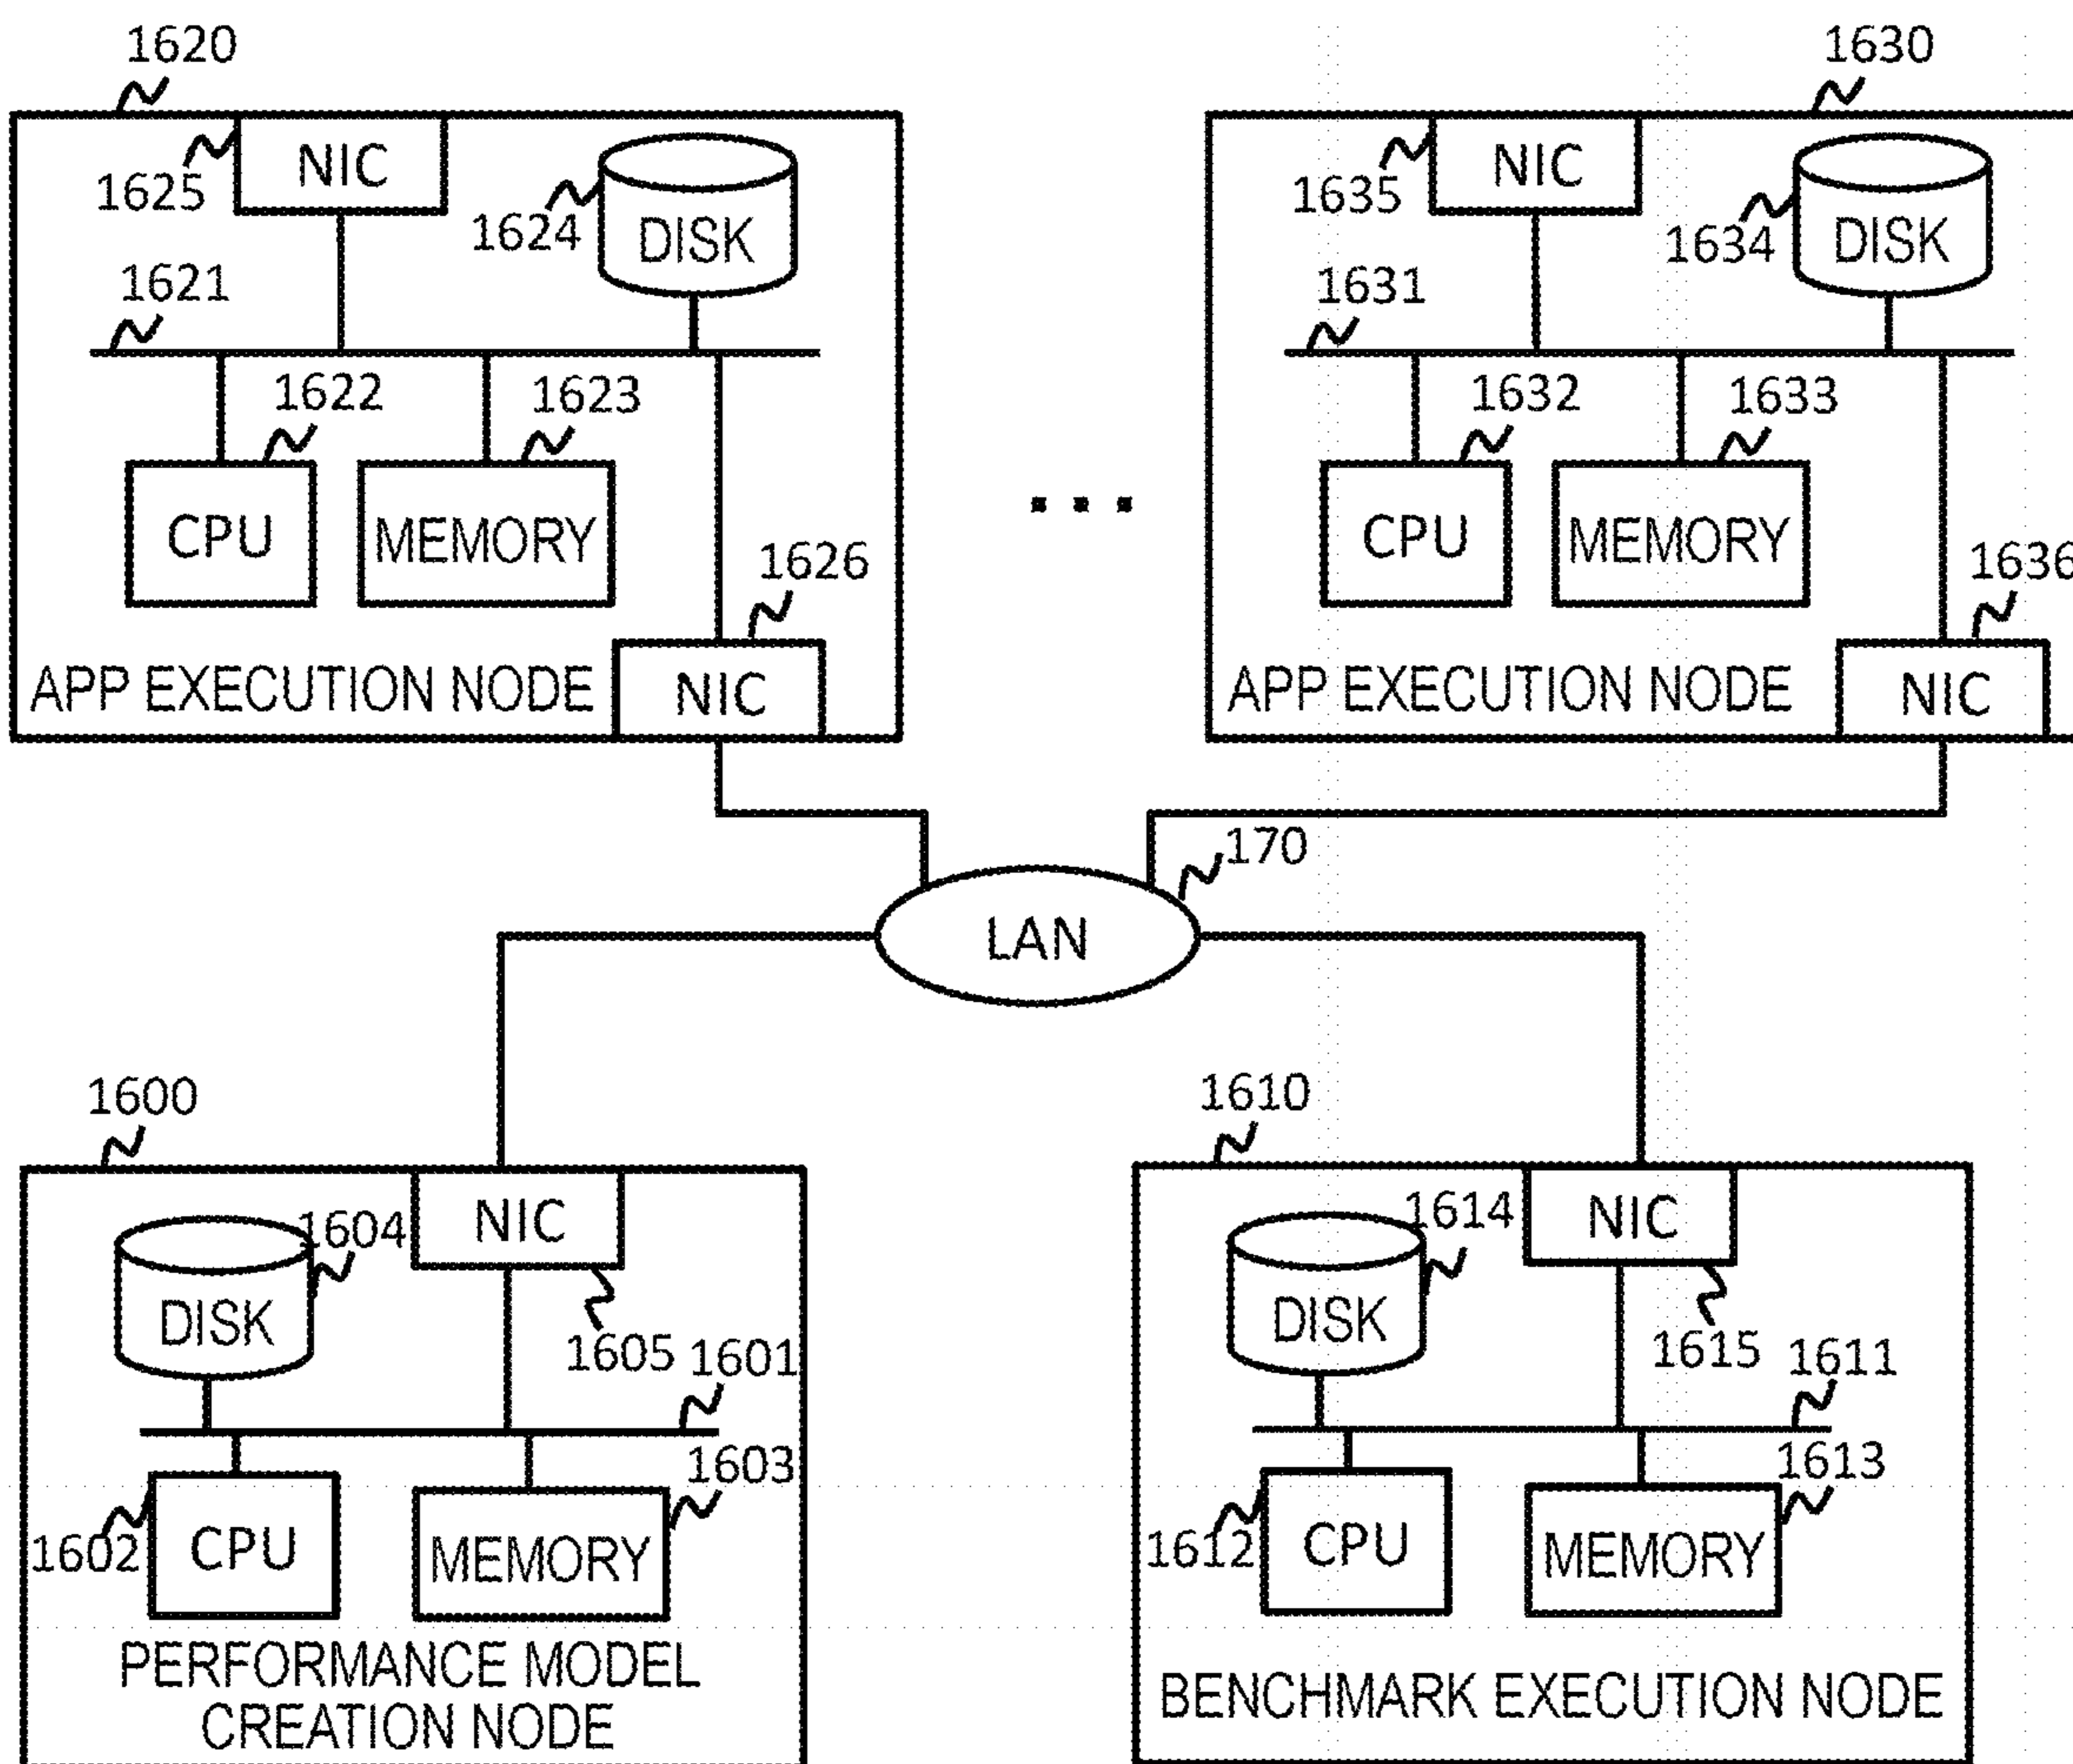 1620
1630
NIC
1625
1624
DISK
1621
1622
1623
CPU
MEMORY
1626
APP EXECUTION NODE
NIC
...
NIC
1635
1634
DISK
1631
1632
1633
CPU
MEMORY
1636
APP EXECUTION NODE
NIC
170
LAN
1600
1604
NIC
DISK
1605
1601
1603
1602
CPU
MEMORY
PERFORMANCE MODEL
CREATION NODE
1610
1614
NIC
DISK
1615
1611
1613
1612
CPU
MEMORY
BENCHMARK EXECUTION NODE